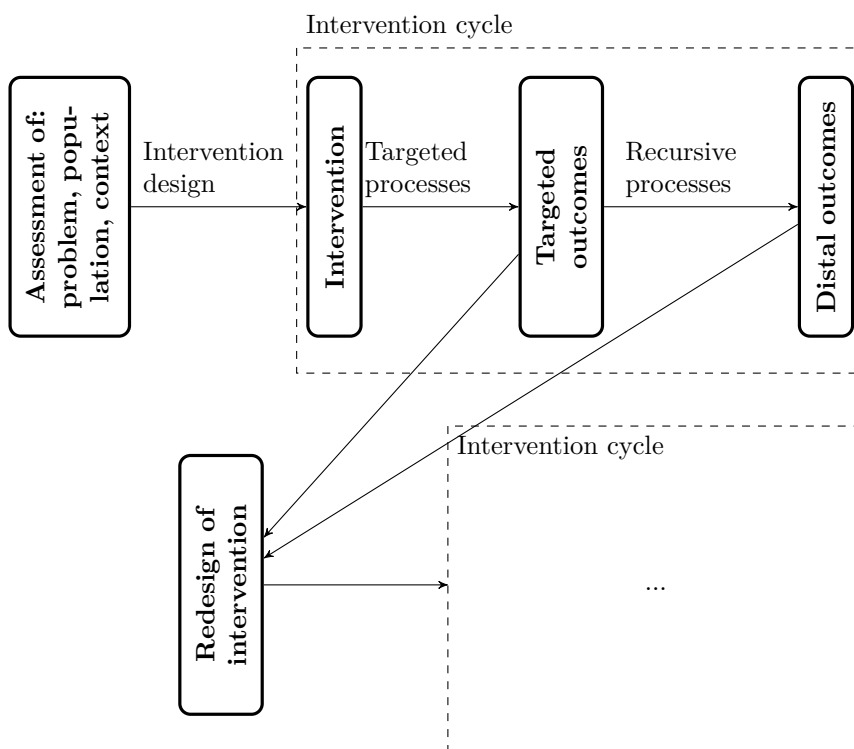 Intervention cycle
Assessment of:
problem, popu-
lation, context
Intervention
design
Intervention
Targeted
processes
Targeted
outcomes
Recursive
processes
Distal outcomes
Intervention cycle
Redesign of
intervention
...